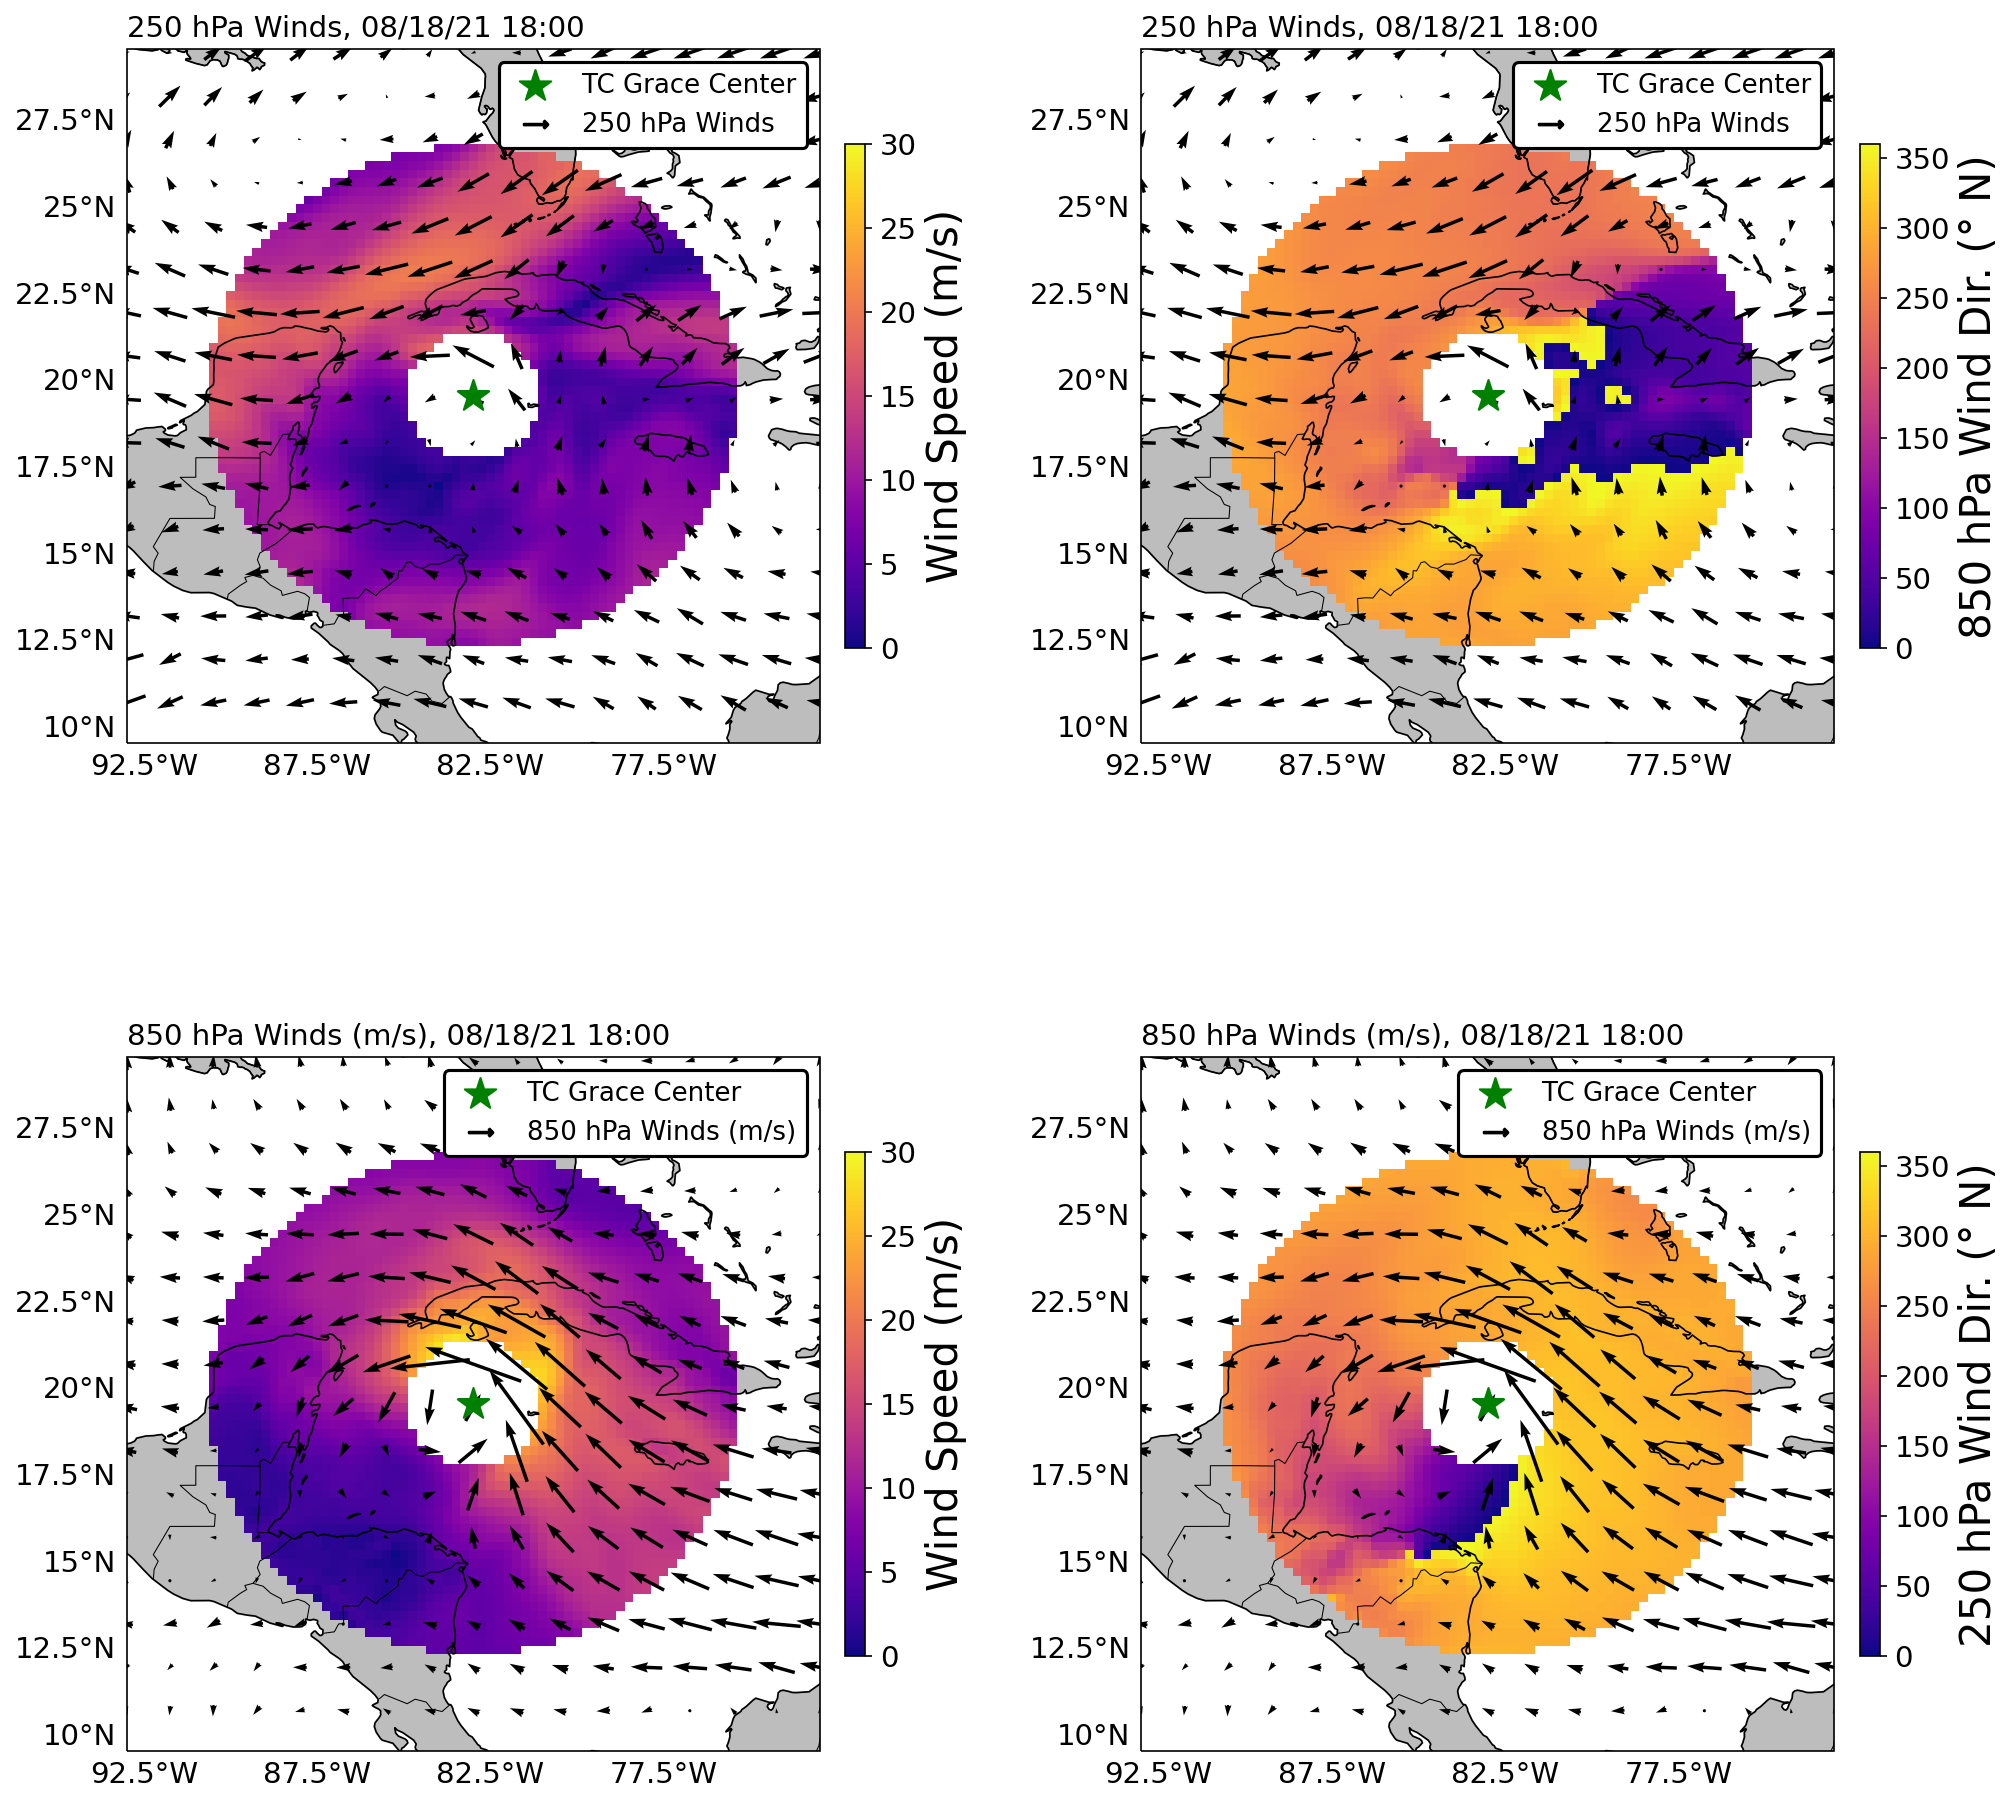 250 hPa Winds, 08/18/21 18:00
TC Grace Center
250 hPa Winds
27.5°N
25°N
22.5°N
20°N
17.5°N
15°N
12.5°N
10°N
92.5°W 87.5°W 82.5°W 77.5°W
30
25
20
15
10
5
0
Wind Speed (m/s)
250 hPa Winds, 08/18/21 18:00
TC Grace Center
250 hPa Winds
27.5°N
25°N
22.5°N
20°N
17.5°N
15°N
12.5°N
10°N
92.5°W 87.5°W 82.5°W 77.5°W
350
300
250
200
150
100
50
0
850 hPa Wind Dir. (° N)
850 hPa Winds (m/s), 08/18/21 18:00
TC Grace Center
850 hPa Winds (m/s)
27.5°N
25°N
22.5°N
20°N
17.5°N
15°N
12.5°N
10°N
92.5°W 87.5°W 82.5°W 77.5°W
30
25
20
15
10
5
0
Wind Speed (m/s)
850 hPa Winds (m/s), 08/18/21 18:00
TC Grace Center
850 hPa Winds (m/s)
27.5°N
25°N
22.5°N
20°N
17.5°N
15°N
12.5°N
10°N
92.5°W 87.5°W 82.5°W 77.5°W
350
300
250
200
150
100
50
0
250 hPa Wind Dir. (° N)